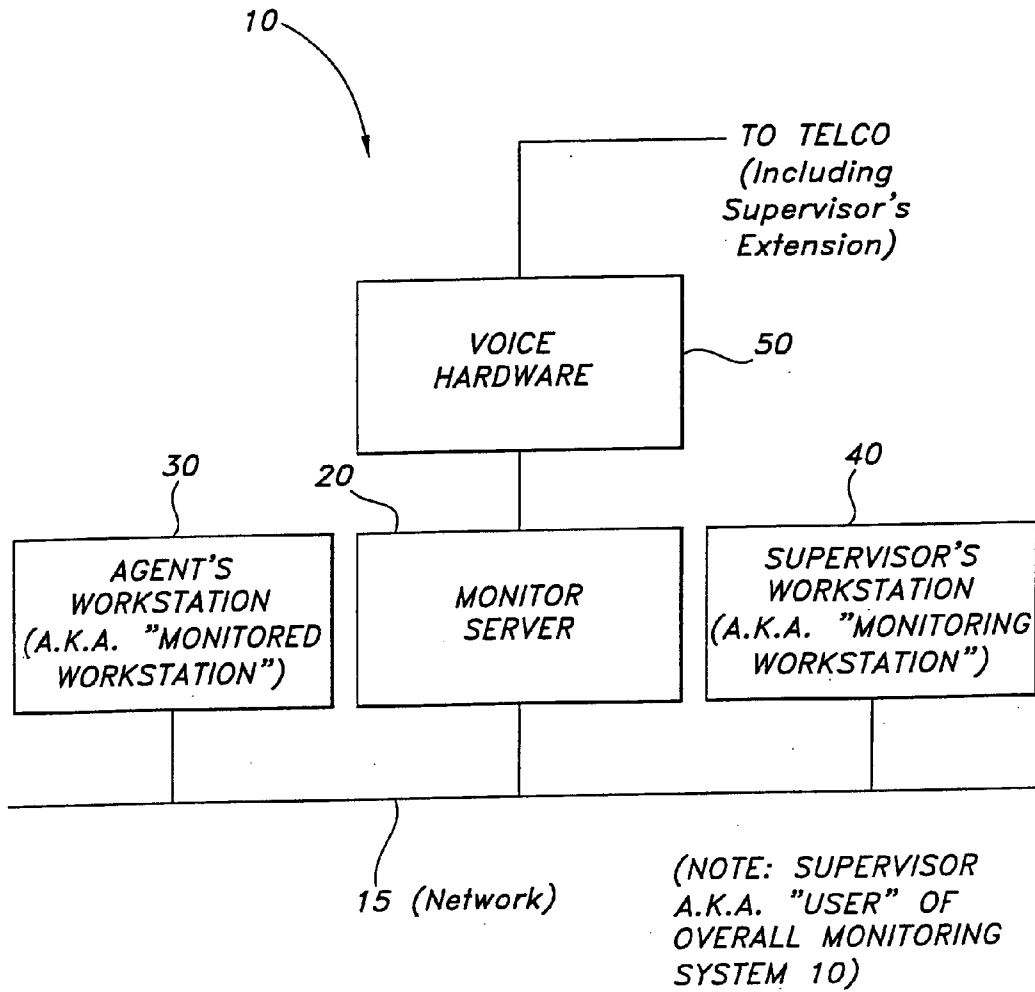 10
TO TELCO
(Including
Supervisor's
Extension)
VOICE
HARDWARE
50
30
20
40
AGENT'S
WORKSTATION
(A.K.A. "MONITORED
WORKSTATION")
MONITOR
SERVER
SUPERVISOR'S
WORKSTATION
(A.K.A. "MONITORING
WORKSTATION")
15 (Network)
(NOTE: SUPERVISOR
A.K.A. "USER" OF
OVERALL MONITORING
SYSTEM 10)